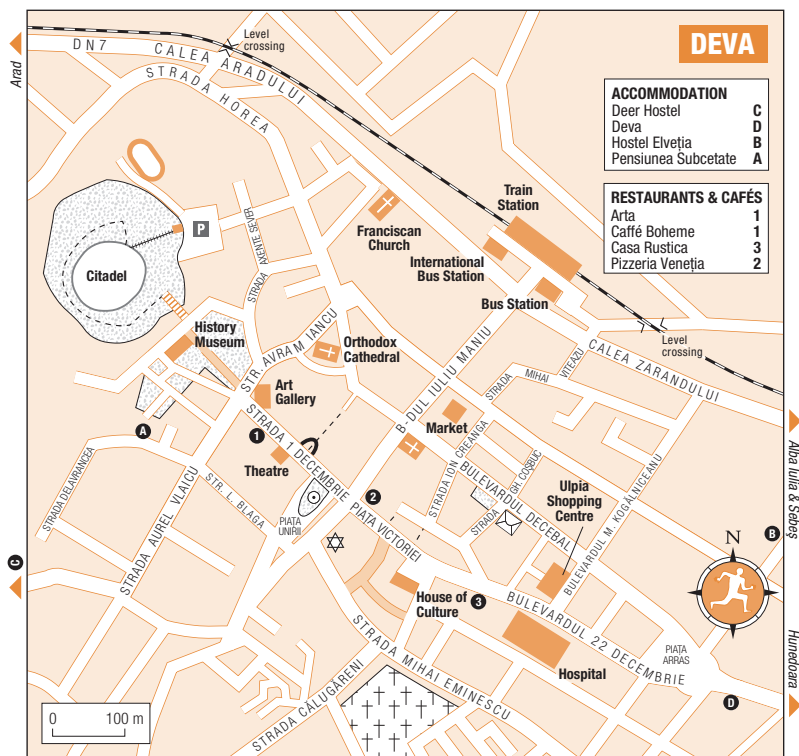 DEVA
ACCOMMODATION
Deer Hostel C
Deva D
Hostel Elveția B
Pensiunea Subcetate A
RESTAURANTS & CAFÉS
Arta 1
Caffé Boheme 1
Casa Rustica 3
Pizzeria Veneția 2
Level
crossing
DN7
CALEA ARADULUI
Arad
STRADA HOREA
Train
Station
Franciscan
Church
International
Bus Station
Bus Station
P
STRADA AXENTE SEVER
Citadel
History
Museum
STR. AVRAM IANCU
Orthodox
Cathedral
B-DUL IULIU MANIU
Level
crossing
CALEA ZARANDULUI
STRADA MIHAI VITEAZU
Art
Gallery
Market
A
1
STRADA 1 DECEMBRIE
Theatre
STRADA ION CREANGA
BULEVARDUL DECEBAL
STRADA GH. COȘBUC
Ulpia
Shopping
Centre
BULEVARDUL M. KOGĂLNICEANU
Alba Iulia & Sebeș
STRADA DELAVRANCEA
STRADA AUREL VLAICU
STR. L. BLAGA
PIAȚA
UNIRII
2
PIAȚA VICTORIEI
B
N
C
House of
Culture
3
BULEVARDUL 22 DECEMBRIE
PIAȚA
ARRAS
Hospital
Hunedoara
D
STRADA MIHAI EMINESCU
STRADA CĂLUGĂRENI
0 100 m